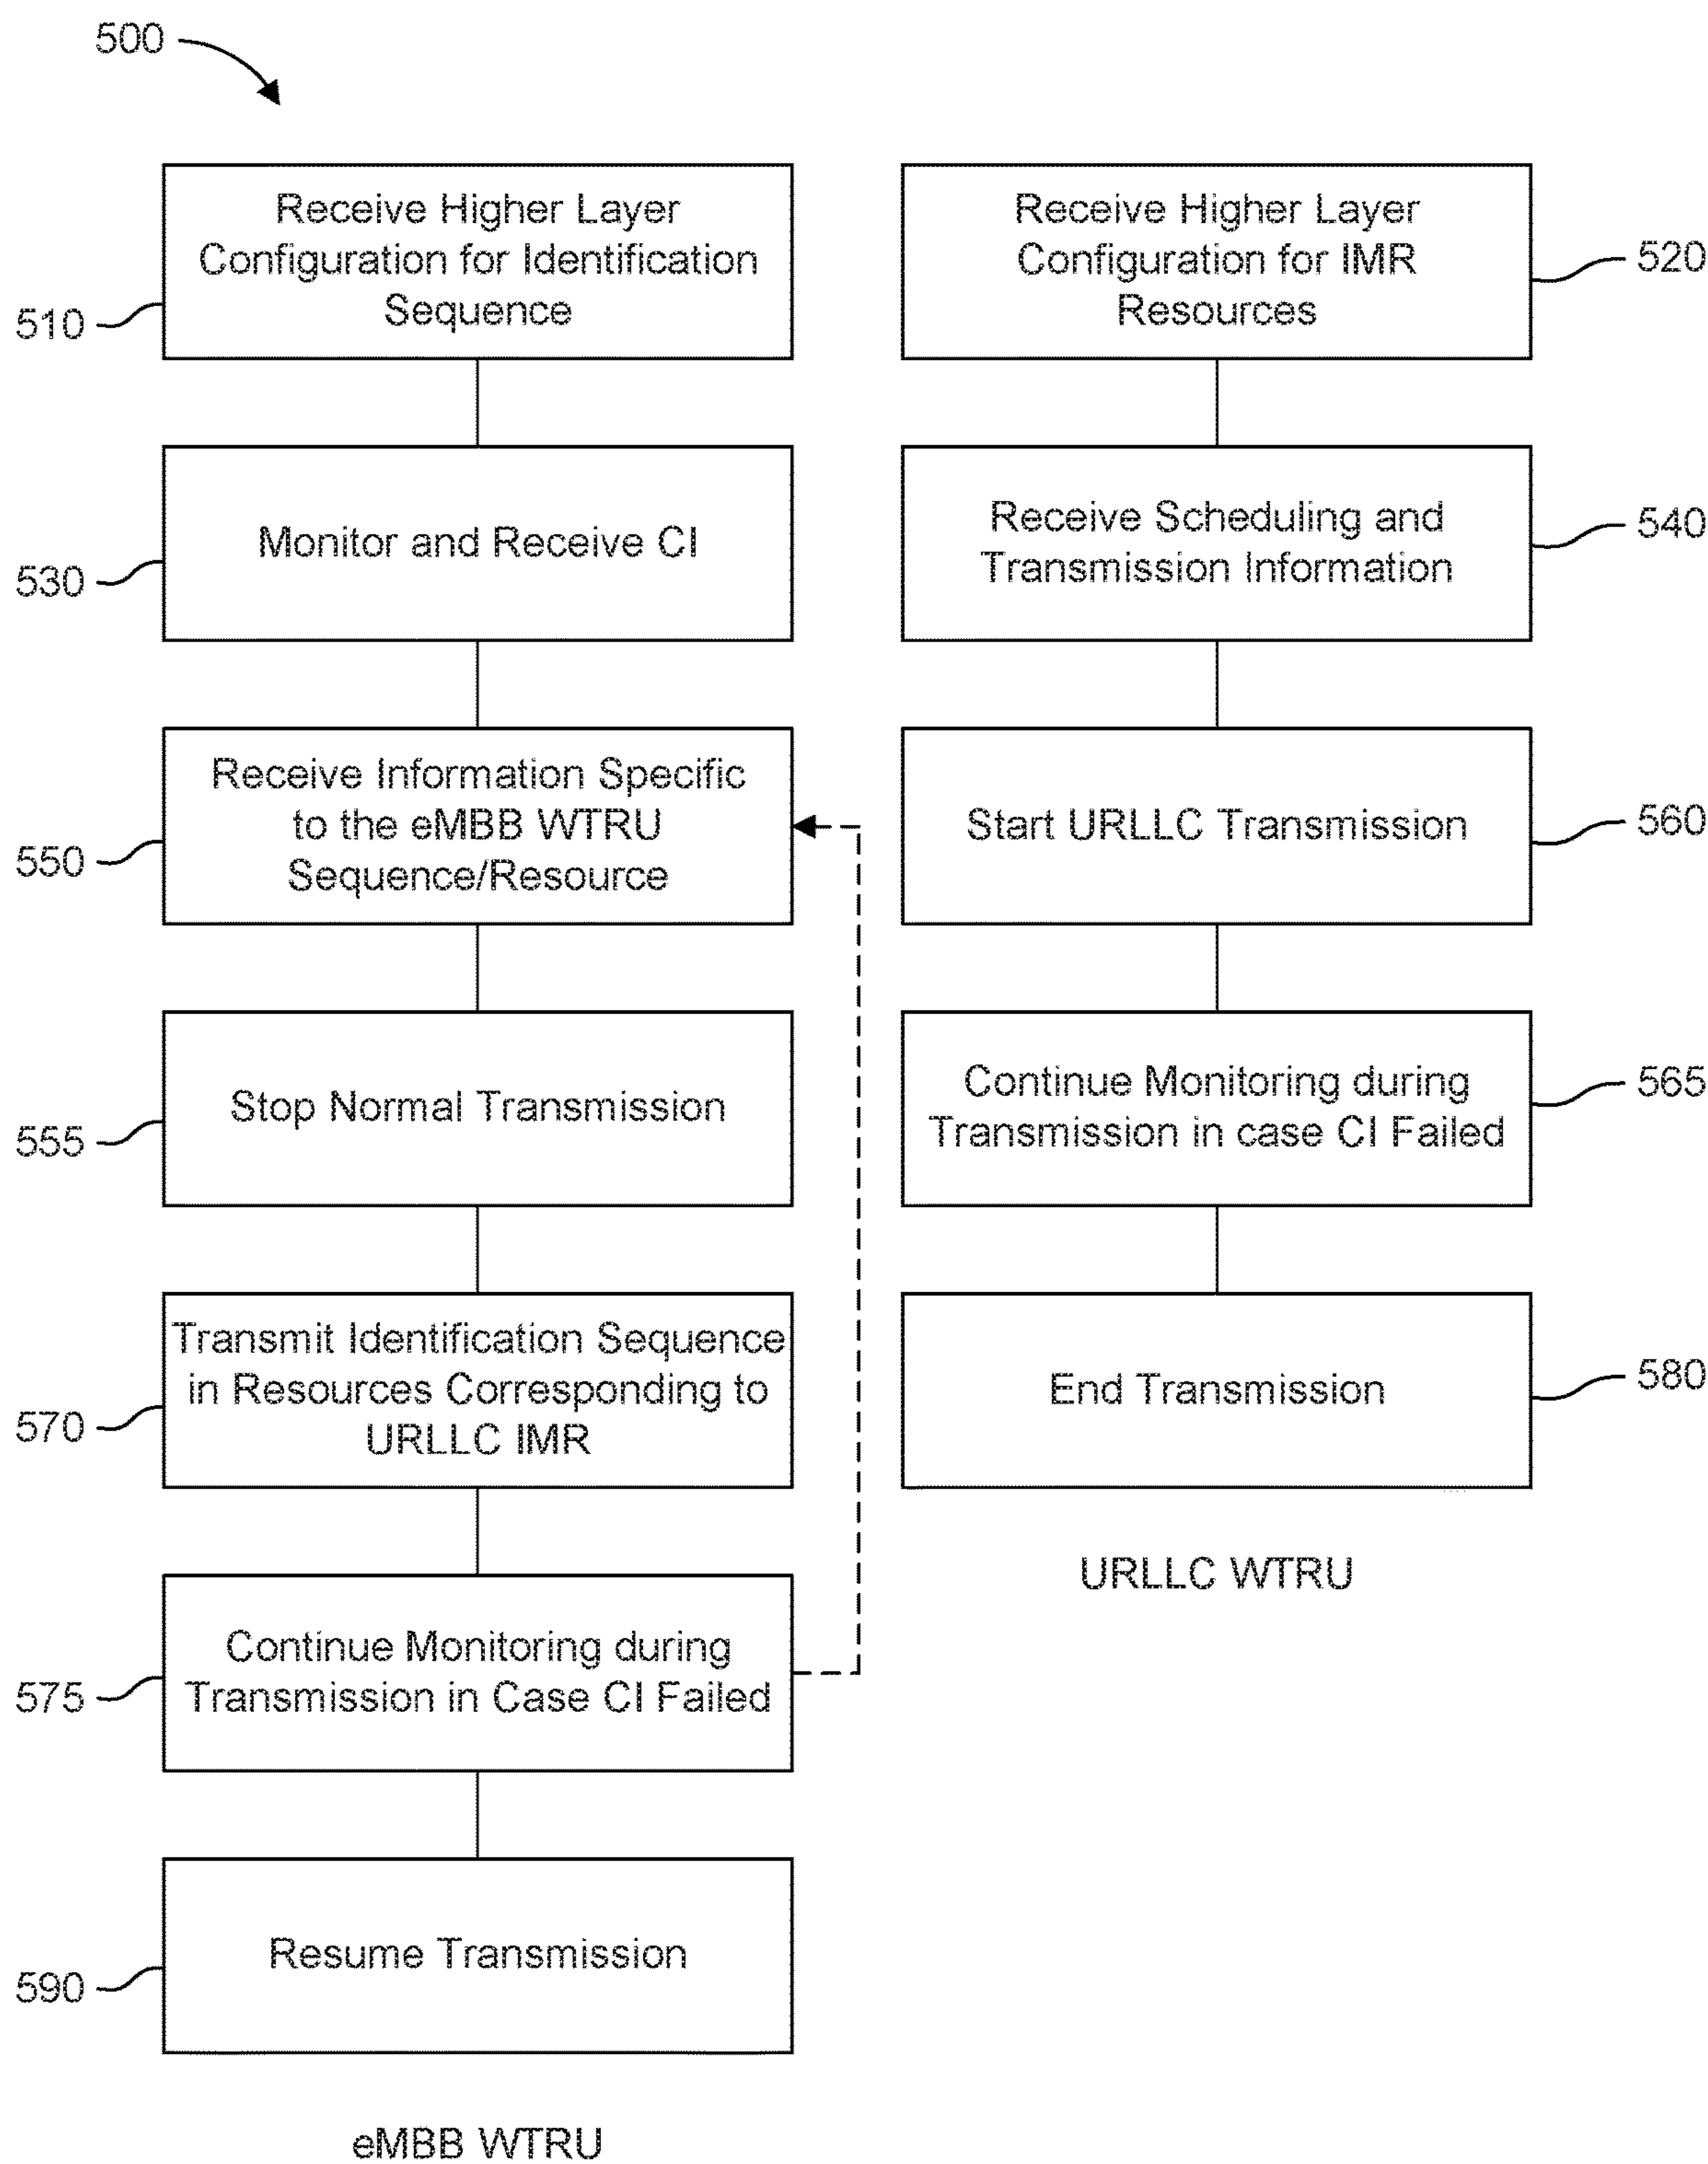 500
Receive Higher Layer
Configuration for Identification
Sequence
510
Receive Higher Layer
Configuration for IMR
Resources
520
Monitor and Receive CI
530
Receive Scheduling and
Transmission Information
540
Receive Information Specific
to the eMBB WTRU
Sequence/Resource
550
Start URLLC Transmission
560
Stop Normal Transmission
555
Continue Monitoring during
Transmission in case CI Failed
565
Transmit Identification Sequence
in Resources Corresponding to
URLLC IMR
570
End Transmission
580
Continue Monitoring during
Transmission in Case CI Failed
575
URLLC WTRU
Resume Transmission
590
eMBB WTRU